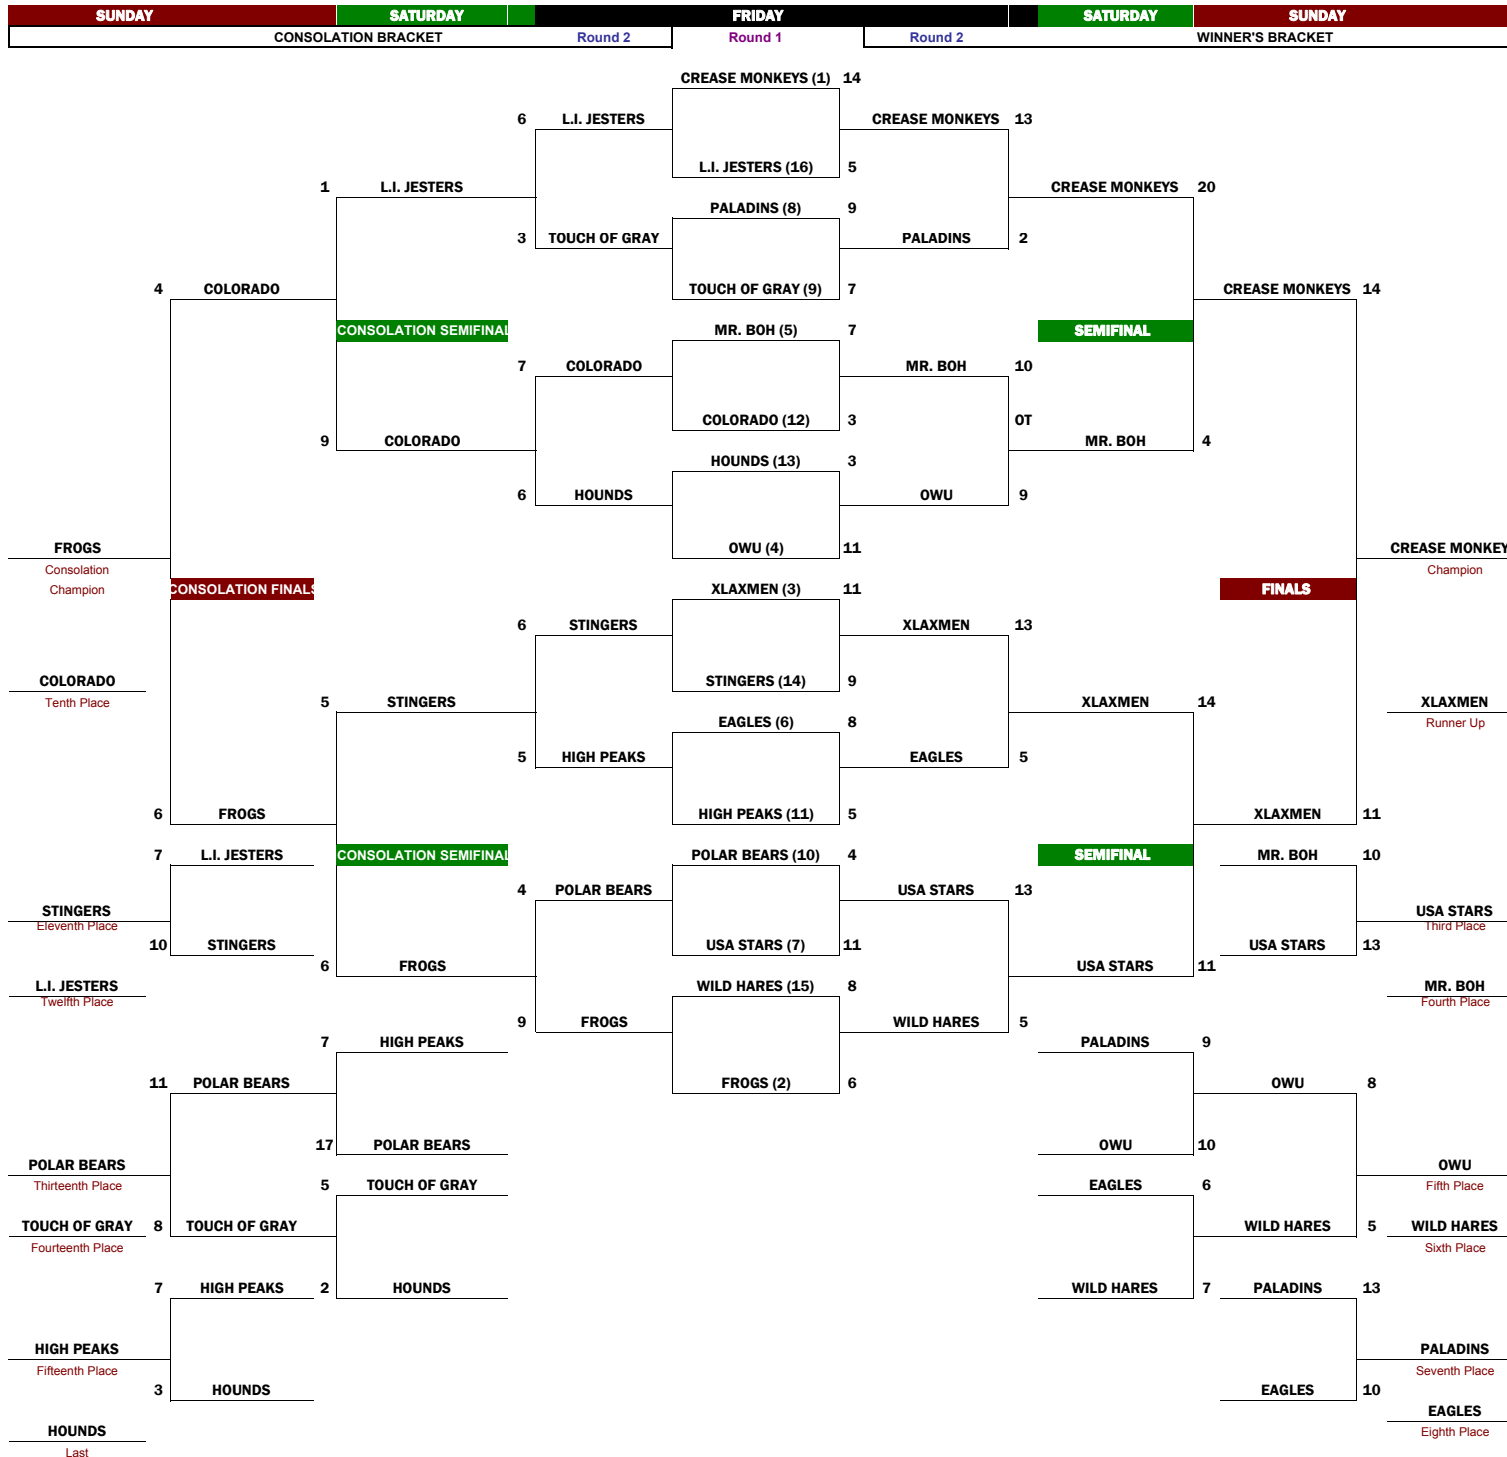 SUNDAY SATURDAY FRIDAY SATURDAY SUNDAY
CONSOLATION BRACKET Round 2 Round 1 Round 2 WINNER'S BRACKET
CREASE MONKEYS (1) 14
6 L.I. JESTERS CREASE MONKEYS 13
L.I. JESTERS (16) 5
1 L.I. JESTERS CREASE MONKEYS 20
PALADINS (8) 9
3 TOUCH OF GRAY PALADINS 2
4 COLORADO TOUCH OF GRAY (9) 7 CREASE MONKEYS 14
CONSOLATION SEMIFINAL MR. BOH (5) 7 SEMIFINAL
7 COLORADO MR. BOH 10
COLORADO (12) 3 OT
9 COLORADO MR. BOH 4
HOUNDS (13) 3
6 HOUNDS OWU 9
FROGS OWU (4) 11 CREASE MONKEY
Consolation Champion
Champion CONSOLATION FINALS XLAXMEN (3) 11 FINALS
6 STINGERS XLAXMEN 13
COLORADO STINGERS (14) 9
Tenth Place 5 STINGERS XLAXMEN 14 XLAXMEN
EAGLES (6) 8 Runner Up
5 HIGH PEAKS EAGLES 5
6 FROGS HIGH PEAKS (11) 5 XLAXMEN 11
7 L.I. JESTERS CONSOLATION SEMIFINAL POLAR BEARS (10) 4 SEMIFINAL MR. BOH 10
4 POLAR BEARS USA STARS 13
STINGERS USA STARS
Eleventh Place Third Place
10 STINGERS USA STARS (7) 11 USA STARS 13
6 FROGS USA STARS 11
L.I. JESTERS WILD HARES (15) 8 MR. BOH
Twelfth Place Fourth Place
9 FROGS WILD HARES 5
7 HIGH PEAKS PALADINS 9
11 POLAR BEARS FROGS (2) 6 OWU 8
17 POLAR BEARS OWU 10
POLAR BEARS OWU
Thirteenth Place 5 TOUCH OF GRAY EAGLES 6 Fifth Place
TOUCH OF GRAY 8 TOUCH OF GRAY WILD HARES 5 WILD HARES
Fourteenth Place Sixth Place
7 HIGH PEAKS 2 HOUNDS WILD HARES 7 PALADINS 13
HIGH PEAKS PALADINS
Fifteenth Place Seventh Place
3 HOUNDS EAGLES 10
EAGLES
HOUNDS Eighth Place
Last